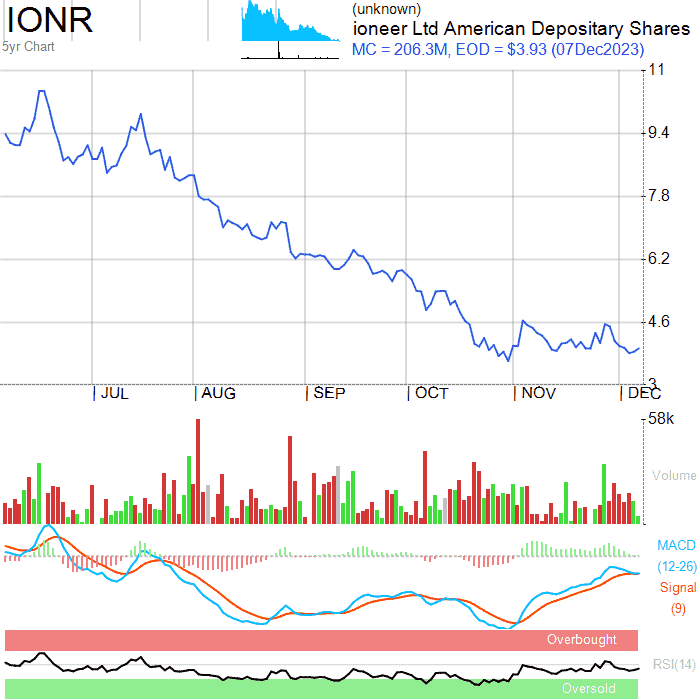 IONR
5yr Chart
(unknown)
ioneer Ltd American Depositary Shares
MC = 206.3M, EOD = $3.93 (07Dec2023)
11
9.4
7.8
6.2
4.6
3
JUL
AUG
SEP
OCT
NOV
DEC
58k
Volume
MACD
(12-26)
Signal
(9)
Overbought
RSI(14)
Oversold